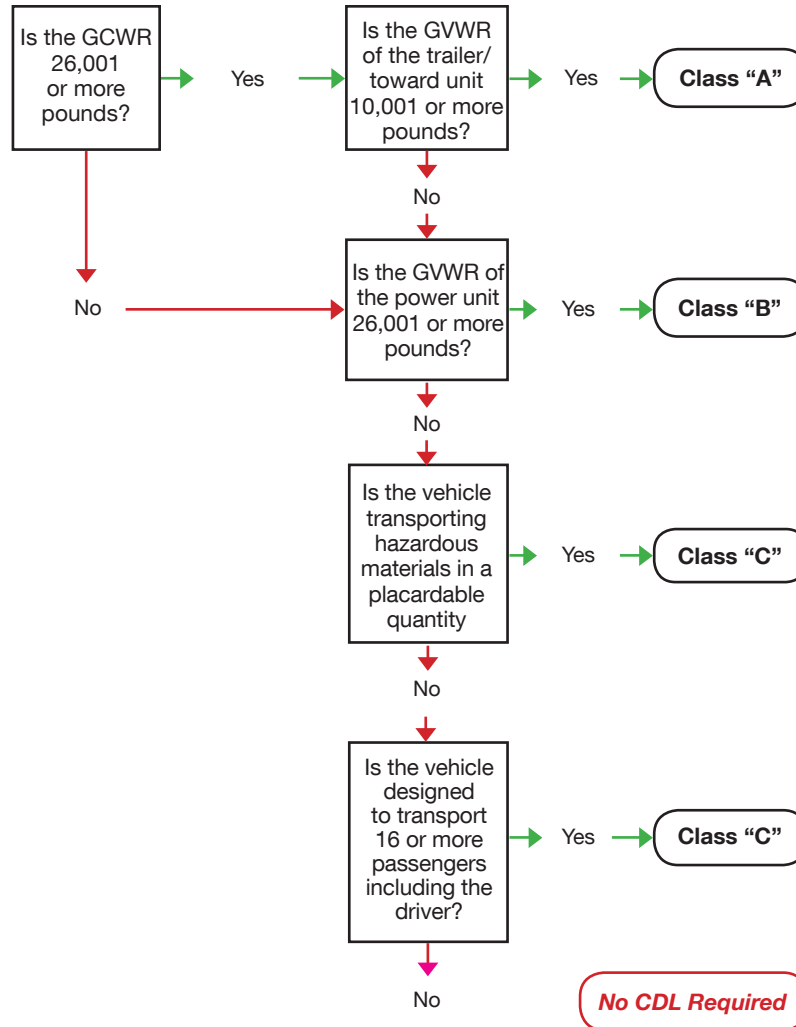 Is the GCWR
26,001
or more
pounds?
Yes
Is the GVWR
of the trailer/
toward unit
10,001 or more
pounds?
Yes
Class “A”
No
No
Is the GVWR of
the power unit
26,001 or more
pounds?
Yes
Class “B”
No
Is the vehicle
transporting
hazardous
materials in a
placardable
quantity
Yes
Class “C”
No
Is the vehicle
designed
to transport
16 or more
passengers
including the
driver?
Yes
Class “C”
No
No CDL Required